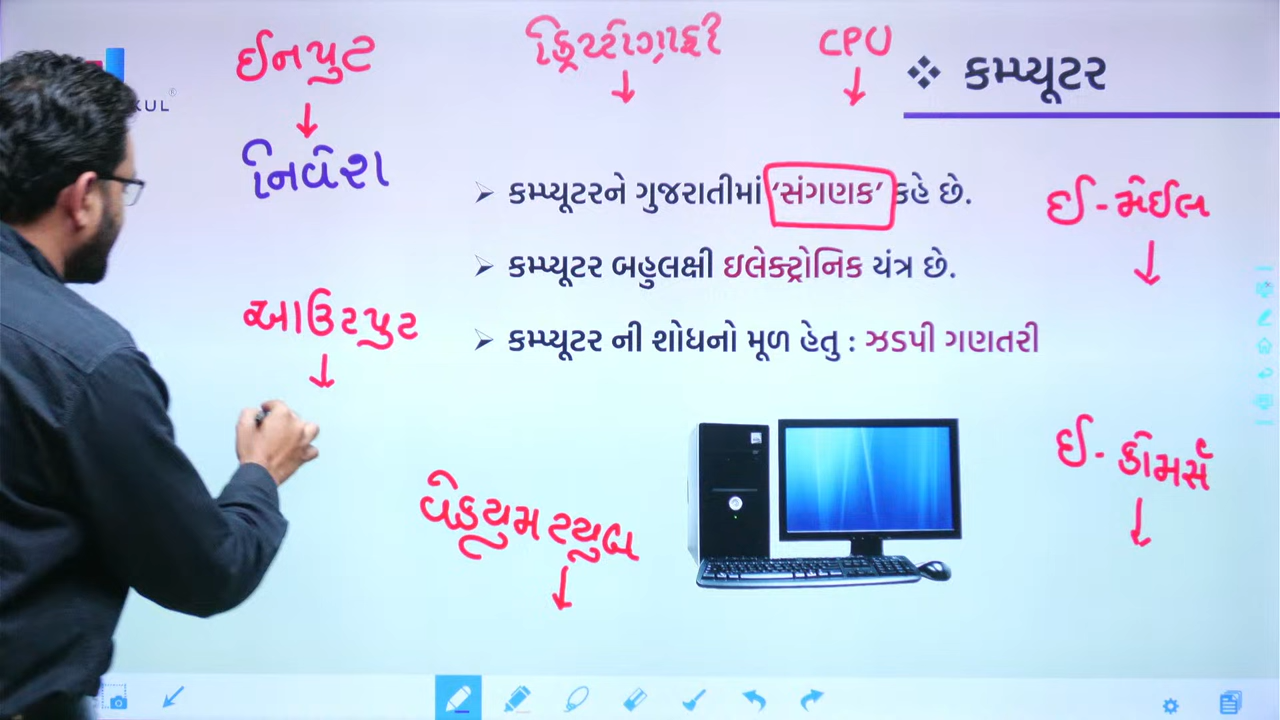 ઈનપુટ
નિવેશ
ક્રિપ્ટોગ્રાફી
CPU
KUL®
❖ કમ્પ્યૂટર
➢ કમ્પ્યૂટરને ગુજરાતીમાં ‘સંગણક’ કહે છે.
➢ કમ્પ્યૂટર બહુલક્ષી ઇલેક્ટ્રોનિક યંત્ર છે.
➢ કમ્પ્યૂટર ની શોધનો મૂળ હેતુ : ઝડપી ગણતરી
ઈ-મેઈલ
આઉટપુટ
ઈ-કોમર્સ
વેક્યુમ ટ્યુબ